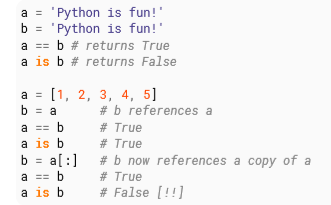 a = 'Python is fun!'
b = 'Python is fun!'
a == b # returns True
a is b # returns False

a = [1, 2, 3, 4, 5]
b = a      # b references a
a == b     # True
a is b     # True
b = a[:]   # b now references a copy of a
a == b     # True
a is b     # False [!!]